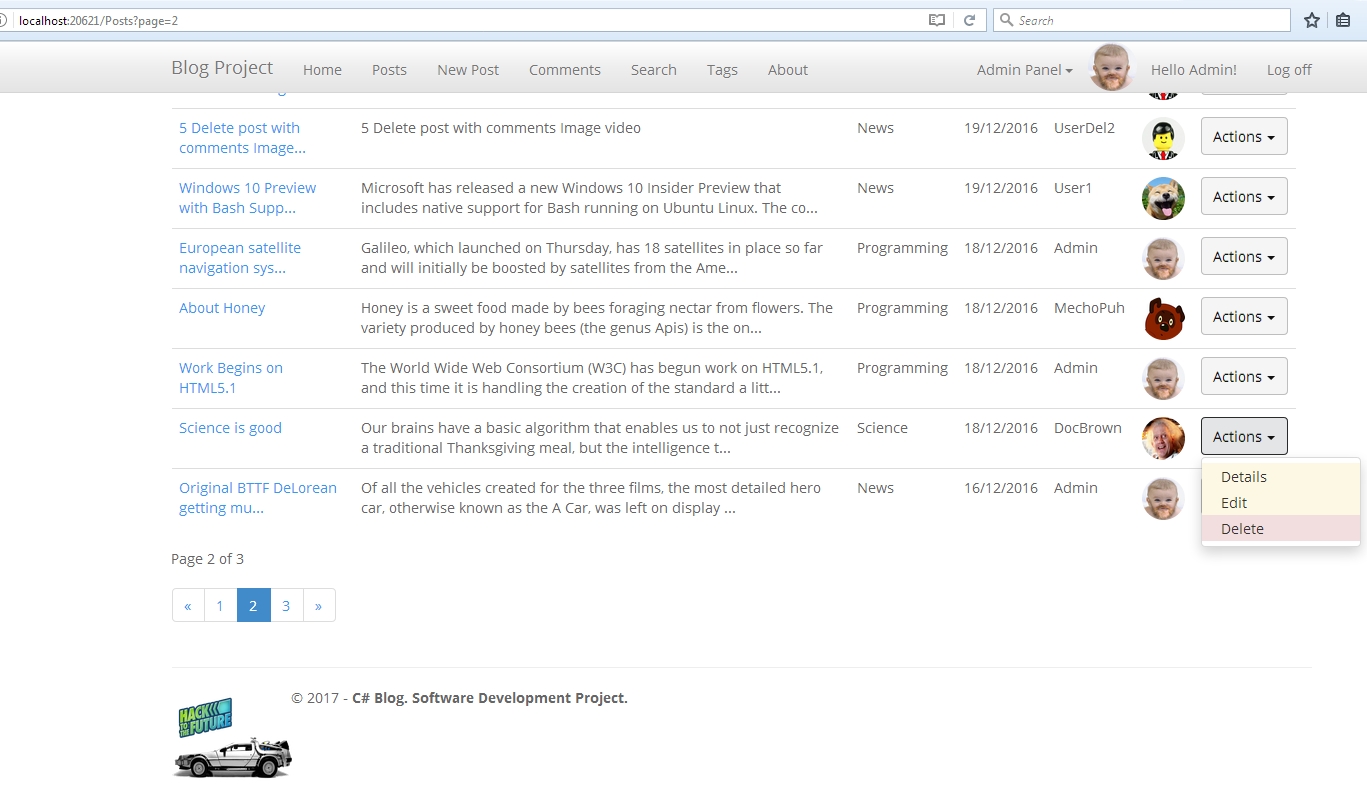 localhost:20621/Posts?page=2
Search
Blog Project Home Posts New Post Comments Search Tags About Admin Panel Hello Admin! Log off
5 Delete post with 5 Delete post with comments Image video News 19/12/2016 UserDel2 Actions
comments Image...
Windows 10 Preview Microsoft has released a new Windows 10 Insider Preview that News 19/12/2016 User1 Actions
with Bash Supp... includes native support for Bash running on Ubuntu Linux. The co...
European satellite Galileo, which launched on Thursday, has 18 satellites in place so far Programming 18/12/2016 Admin Actions
navigation sys... and will initially be boosted by satellites from the Ame...
About Honey Honey is a sweet food made by bees foraging nectar from flowers. The Programming 18/12/2016 MechoPuh Actions
variety produced by honey bees (the genus Apis) is the on...
Work Begins on The World Wide Web Consortium (W3C) has begun work on HTML5.1, Programming 18/12/2016 Admin Actions
HTML5.1 and this time it is handling the creation of the standard a litt...
Science is good Our brains have a basic algorithm that enables us to not just recognize Science 18/12/2016 DocBrown Actions
a traditional Thanksgiving meal, but the intelligence t...
Details
Original BTTF DeLorean Of all the vehicles created for the three films, the most detailed hero News 16/12/2016 Admin
getting mu... car, otherwise known as the A Car, was left on display ... Edit
Delete
Page 2 of 3
« 1 2 3 »
© 2017 - C# Blog. Software Development Project.
HACK
TO THE FUTURE